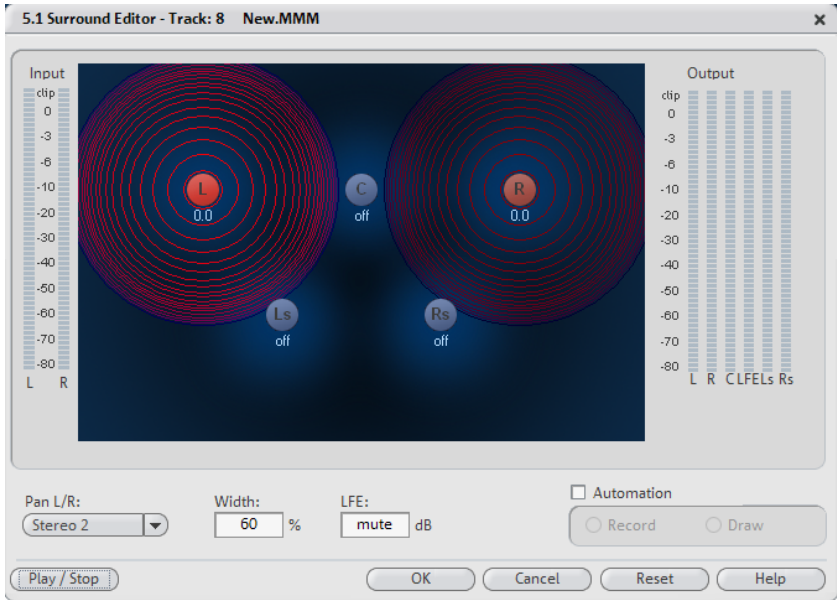 5.1 Surround Editor - Track: 8 New.MMM
x
Input
Output
clip
0
-3
-6
-10
-20
-30
-40
-50
-60
-70
-80
L R
L
0.0
C
off
R
0.0
Ls
off
Rs
off
clip
0
-3
-6
-10
-20
-30
-40
-50
-60
-70
-80
L R C LFE Ls Rs
Pan L/R:
Stereo 2
Width:
60 %
LFE:
mute dB
Automation
Record Draw
Play / Stop OK Cancel Reset Help